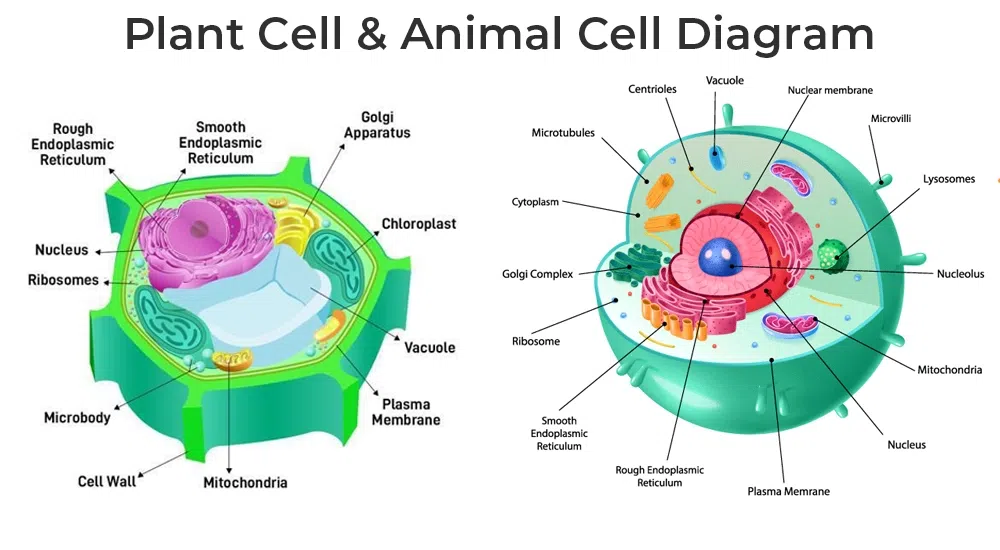 Plant Cell & Animal Cell Diagram
Rough
Endoplasmic
Reticulum
Smooth
Endoplasmic
Reticulum
Golgi
Apparatus
Chloroplast
Nucleus
Ribosomes
Vacuole
Microbody
Plasma
Membrane
Cell Wall
Mitochondria
Centrioles
Vacuole
Nuclear membrane
Microvilli
Microtubules
Lysosomes
Cytoplasm
Golgi Complex
Nucleolus
Ribosome
Mitochondria
Smooth
Endoplasmic
Reticulum
Nucleus
Rough Endoplasmic
Reticulum
Plasma Memrane